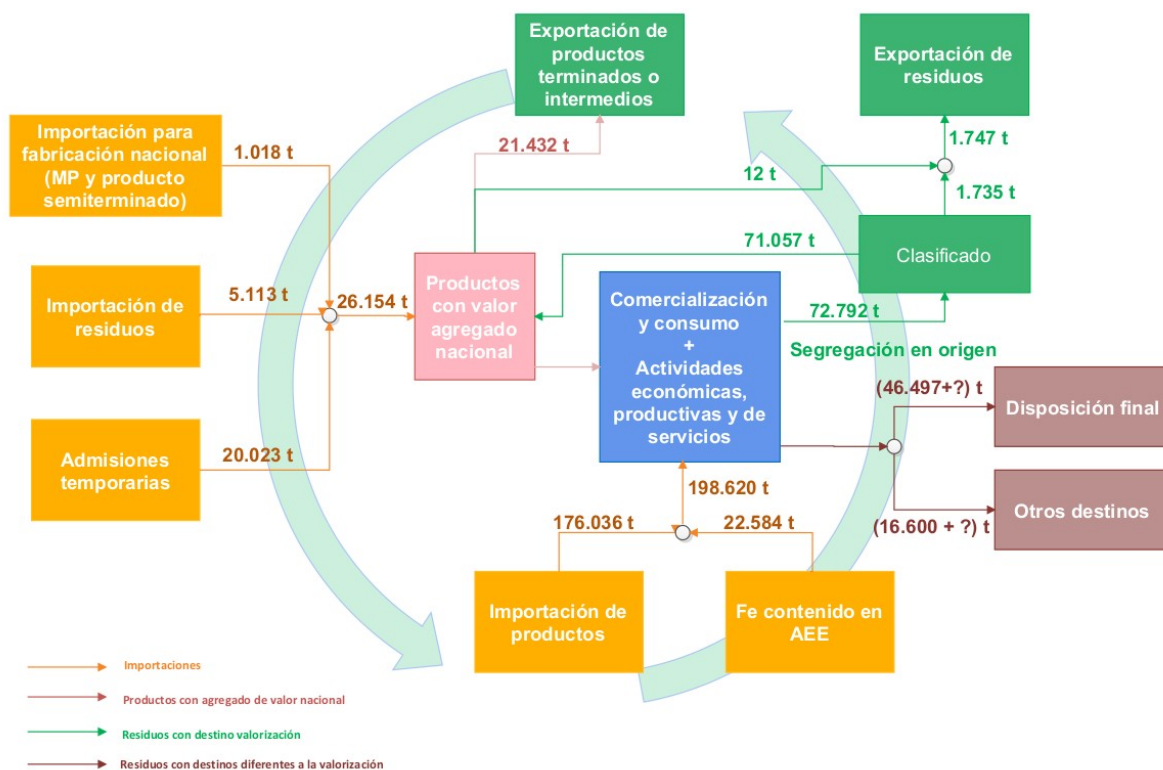 Exportación de
productos
terminados o
intermedios
Exportación de
residuos
Importación para
fabricación nacional
(MP y producto
semiterminado)
1.018 t
21.432 t
1.747 t
12 t
1.735 t
71.057 t
Clasificado
Importación de
residuos
5.113 t
26.154 t
Productos
con valor
agregado
nacional
Comercialización
y consumo
+
Actividades
económicas,
productivas y de
servicios
72.792 t
Segregación en origen
(46.497+?) t
Disposición final
Admisiones
temporarias
20.023 t
198.620 t
(16.600 + ?) t
Otros destinos
176.036 t
22.584 t
Importación de
productos
Fe contenido en
AEE
Importaciones
Productos con agregado de valor nacional
Residuos con destino valorización
Residuos con destinos diferentes a la valorización